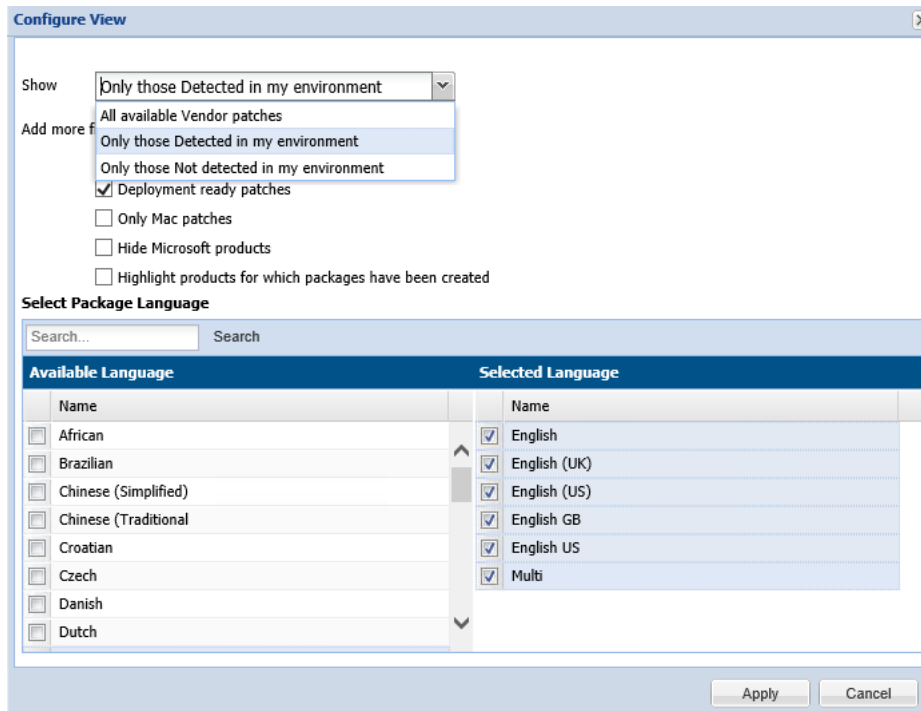 Configure View
Show
Only those Detected in my environment
All available Vendor patches
Add more f
Only those Detected in my environment
Only those Not detected in my environment
Deployment ready patches
Only Mac patches
Hide Microsoft products
Highlight products for which packages have been created
Select Package Language
Search... Search
Available Language Selected Language
Name Name
African English
Brazilian English (UK)
Chinese (Simplified) English (US)
Chinese (Traditional English GB
Croatian English US
Czech Multi
Danish
Dutch
Apply Cancel